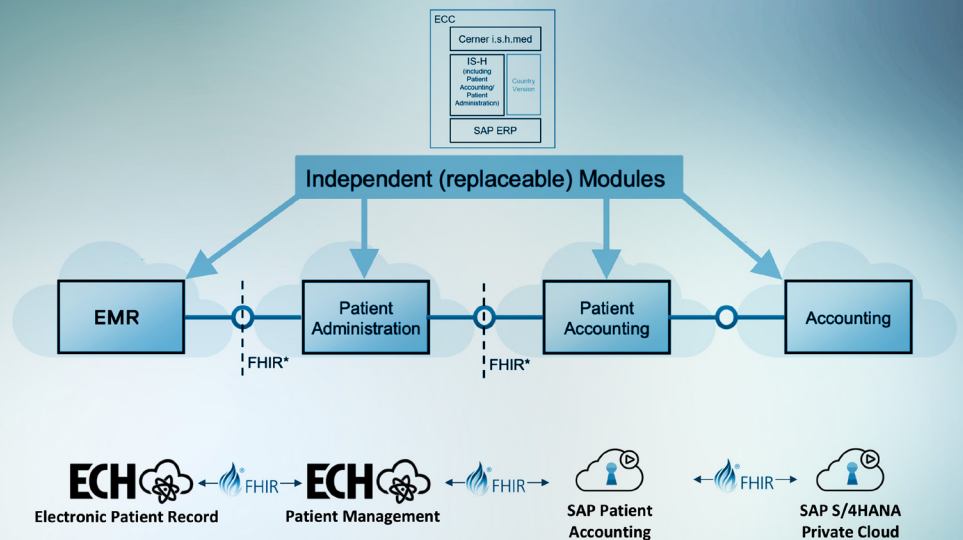 ECC
Cerner i.s.h.med
IS-H
(including
Patient
Accounting/
Patient
Administration)
Country
Version
SAP ERP
Independent (replaceable) Modules
EMR
Patient
Administration
Patient
Accounting
Accounting
FHIR*
FHIR*
ECH
® FHIR
ECH
® FHIR
® FHIR
Electronic Patient Record
Patient Management
SAP Patient
Accounting
SAP S/4HANA
Private Cloud